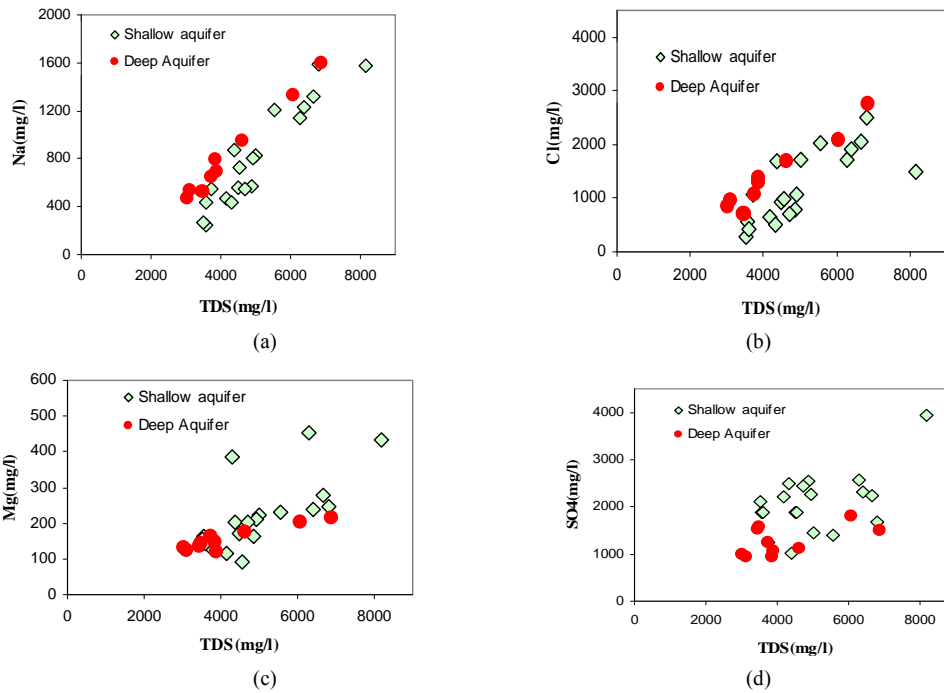 2000
1600
1200
800
400
0
Na(mg/l)
Shallow aquifer
Deep Aquifer
0 2000 4000 6000 8000
TDS(mg/l)
(a)
4000
3000
2000
1000
0
Cl(mg/l)
Shallow aquifer
Deep Aquifer
0 2000 4000 6000 8000
TDS(mg/l)
(b)
600
500
400
300
200
100
0
Mg(mg/l)
Shallow aquifer
Deep Aquifer
0 2000 4000 6000 8000
TDS(mg/l)
(c)
4000
3000
2000
1000
0
SO4(mg/l)
Shallow aquifer
Deep Aquifer
0 2000 4000 6000 8000
TDS(mg/l)
(d)